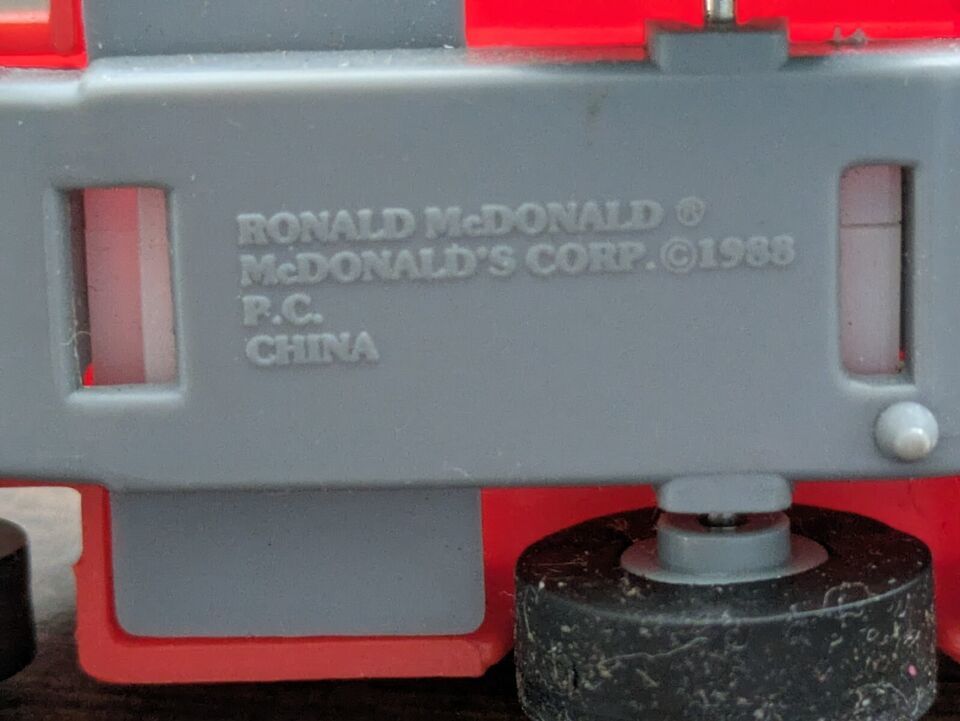 RONALD McDONALD ®
McDONALD'S CORP.©1988
P.C.
CHINA